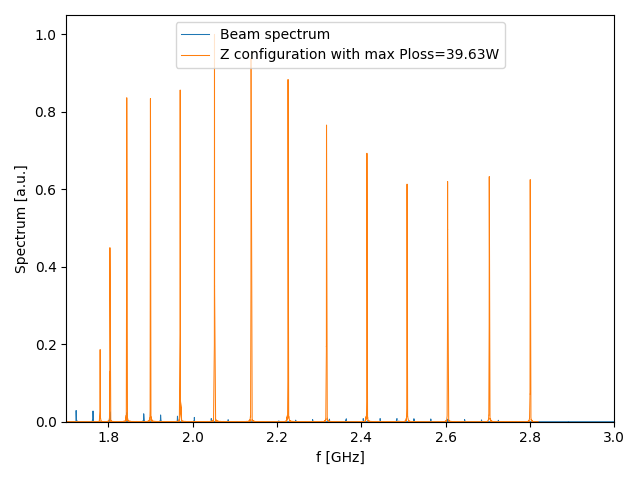 Beam spectrum
Z configuration with max Ploss=39.63W
1.0
0.8
0.6
0.4
0.2
0.0
Spectrum [a.u.]
1.8 2.0 2.2 2.4 2.6 2.8 3.0
f [GHz]